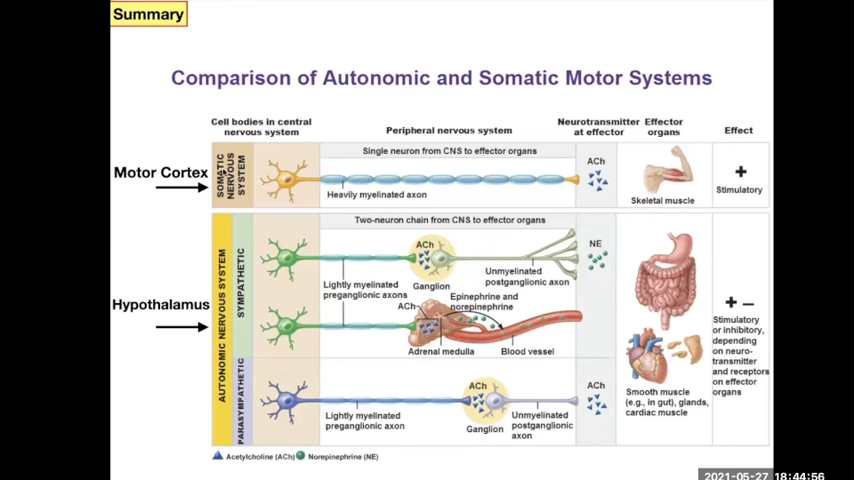 Summary
Comparison of Autonomic and Somatic Motor Systems
Cell bodies in central
nervous system
Peripheral nervous system
Neurotransmitter
at effector
Effector
organs
Effect
Motor Cortex
SOMATIC
NERVOUS
SYSTEM
Single neuron from CNS to effector organs
Heavily myelinated axon
ACh
Skeletal muscle
+
Stimulatory
Hypothalamus
AUTONOMIC NERVOUS SYSTEM
SYMPATHETIC
Two-neuron chain from CNS to effector organs
ACh
Ganglion
Unmyelinated
postganglionic axon
NE
Lightly myelinated
preganglionic axons
ACh
Epinephrine and
norepinephrine
Adrenal medulla
Blood vessel
+ –
Stimulatory
or inhibitory,
depending
on neuro-
transmitter
and receptors
on effector
organs
PARASYMPATHETIC
Lightly myelinated
preganglionic axon
ACh
Ganglion
Unmyelinated
postganglionic
axon
ACh
Smooth muscle
(e.g., in gut), glands,
cardiac muscle
Acetylcholine (ACh)
Norepinephrine (NE)
2021-05-27 18:44:56